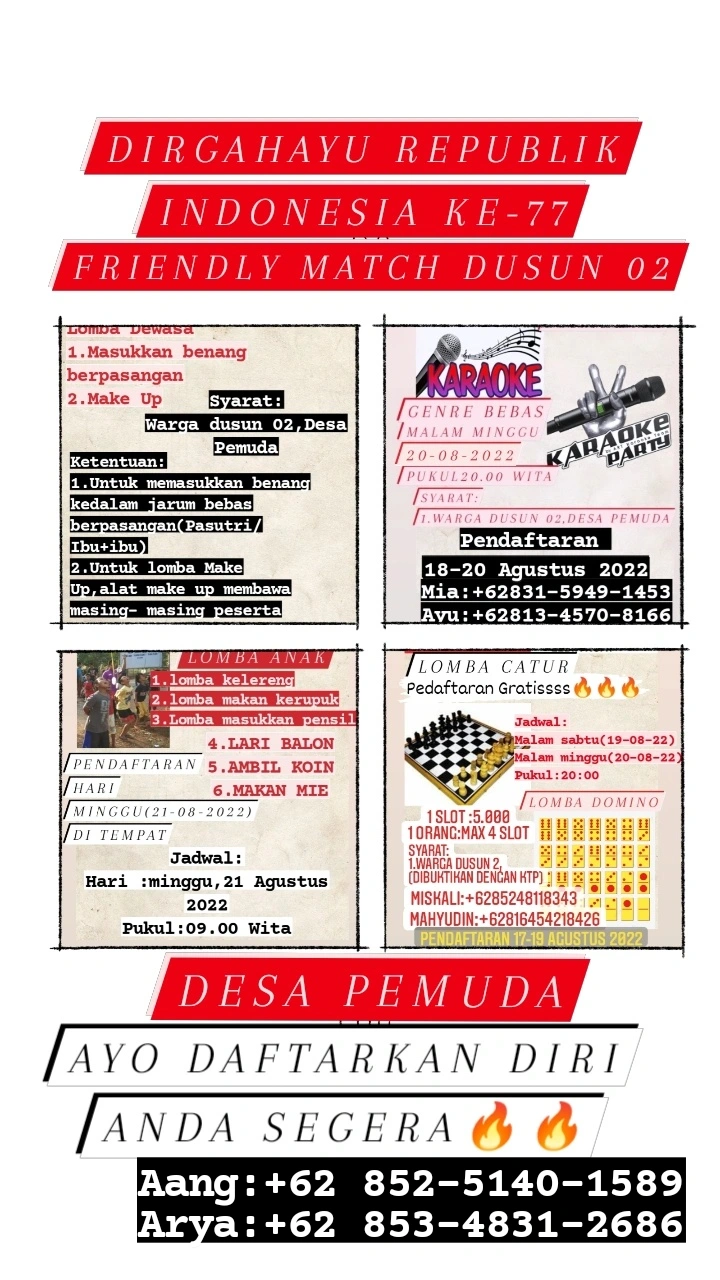 DIRGAHAYU REPUBLIK
INDONESIA KE-77
FRIENDLY MATCH DUSUN 02
Lomba Dewasa
1.Masukkan benang
berpasangan
2.Make Up
Syarat:
Warga dusun 02,Desa
Pemuda
Ketentuan:
1.Untuk memasukkan benang
kedalam jarum bebas
berpasangan(Pasutri/
Ibu+ibu)
2.Untuk lomba Make
Up,alat make up membawa
masing- masing peserta
KARAOKE
GENRE BEBAS
MALAM MINGGU
20-08-2022
PUKUL20.00 WITA
KARAOKE
PARTY
SYARAT:
1.WARGA DUSUN 02,DESA PEMUDA
Pendaftaran
18-20 Agustus 2022
Mia:+62831-5949-1453
Ayu:+62813-4570-8166
LOMBA ANAK
1.lomba kelereng
2.lomba makan kerupuk
3.Lomba masukkan pensil
4.LARI BALON
5.AMBIL KOIN
6.MAKAN MIE
PENDAFTARAN
HARI
MINGGU(21-08-2022)
DI TEMPAT
Jadwal:
Hari :minggu,21 Agustus
2022
Pukul:09.00 Wita
LOMBA CATUR
Pedaftaran Gratissss🔥🔥🔥
Jadwal:
Malam sabtu(19-08-22)
Malam minggu(20-08-22)
Pukul:20:00
LOMBA DOMINO
1 SLOT :5.000
1 ORANG:MAX 4 SLOT
SYARAT:
1.WARGA DUSUN 2,
(DIBUKTIKAN DENGAN KTP)
MISKALI:+6285248118343
MAHYUDIN:+62816454218426
PENDAFTARAN 17-19 AGUSTUS 2022
DESA PEMUDA
AYO DAFTARKAN DIRI
ANDA SEGERA🔥🔥
Aang:+62 852-5140-1589
Arya:+62 853-4831-2686